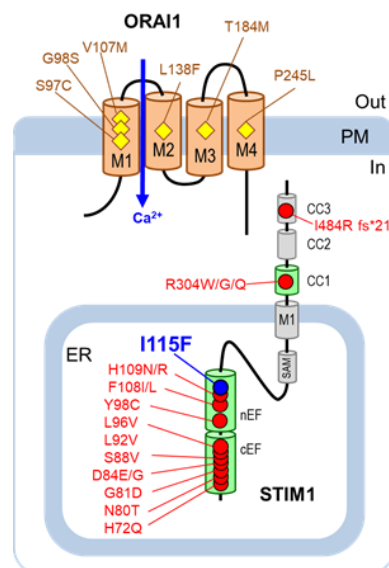 ORAI1
T184M
V107M
G98S
L138F
P245L
S97C
Out
M1
M2
M3
M4
PM
In
Ca²⁺
CC3
I484R fs*21
CC2
R304W/G/Q
CC1
M1
ER
I115F
SAM
H109N/R
F108I/L
nEF
Y98C
L96V
L92V
cEF
S88V
D84E/G
STIM1
G81D
N80T
H72Q